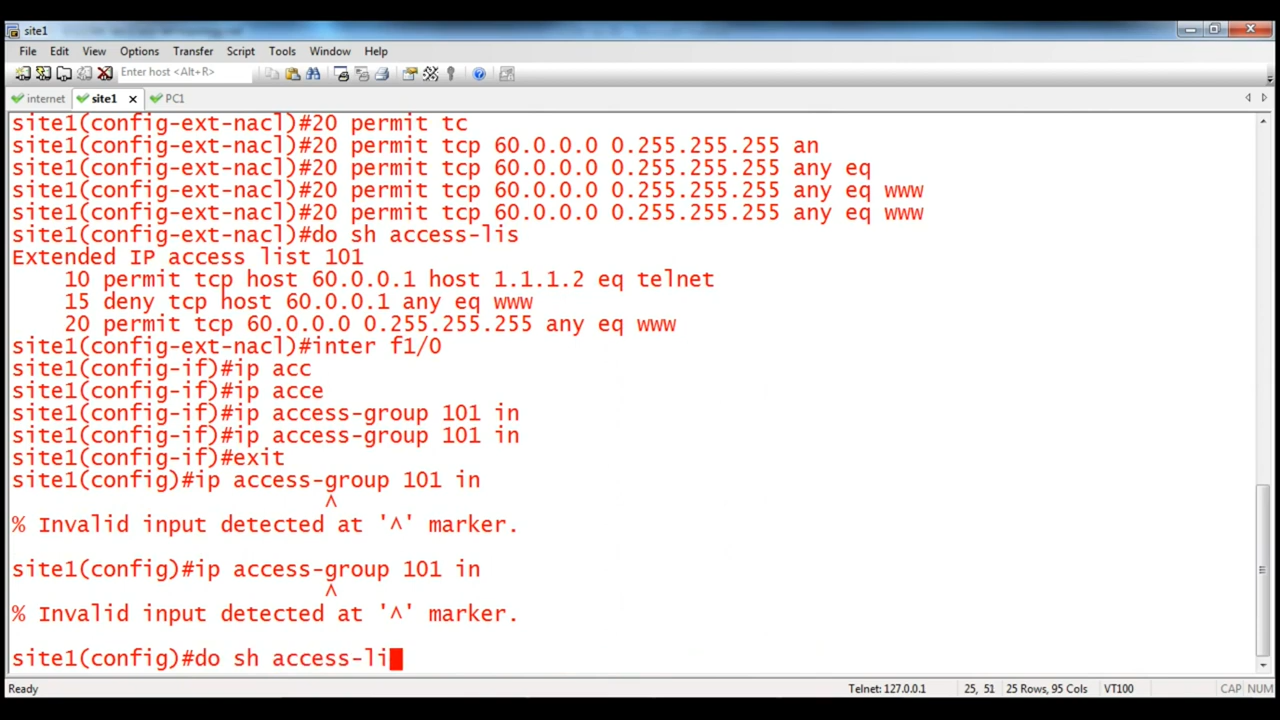 site1
File Edit View Options Transfer Script Tools Window Help
Enter host <Alt+R>
internet site1 PC1
site1(config-ext-nacl)#20 permit tc
site1(config-ext-nacl)#20 permit tcp 60.0.0.0 0.255.255.255 an
site1(config-ext-nacl)#20 permit tcp 60.0.0.0 0.255.255.255 any eq
site1(config-ext-nacl)#20 permit tcp 60.0.0.0 0.255.255.255 any eq www
site1(config-ext-nacl)#20 permit tcp 60.0.0.0 0.255.255.255 any eq www
site1(config-ext-nacl)#do sh access-lis
Extended IP access list 101
    10 permit tcp host 60.0.0.1 host 1.1.1.2 eq telnet
    15 deny tcp host 60.0.0.1 any eq www
    20 permit tcp 60.0.0.0 0.255.255.255 any eq www
site1(config-ext-nacl)#inter f1/0
site1(config-if)#ip acc
site1(config-if)#ip acce
site1(config-if)#ip access-group 101 in
site1(config-if)#ip access-group 101 in
site1(config-if)#exit
site1(config)#ip access-group 101 in
                        ^
% Invalid input detected at '^' marker.
site1(config)#ip access-group 101 in
                        ^
% Invalid input detected at '^' marker.
site1(config)#do sh access-li
Ready Telnet: 127.0.0.1 25, 51 25 Rows, 95 Cols VT100 CAP NUM